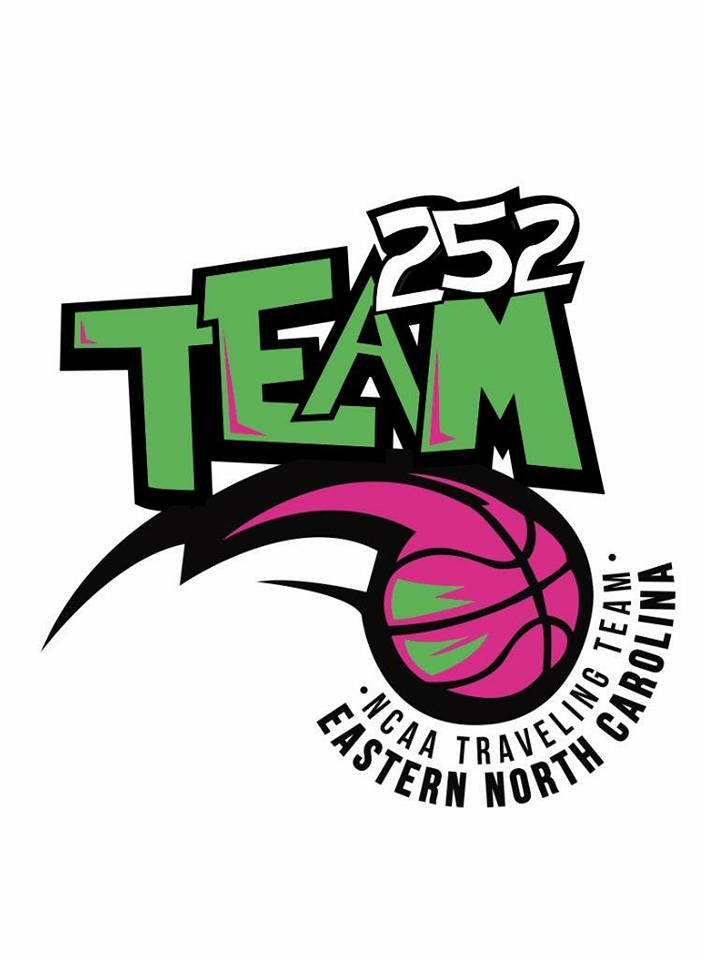 252
TEAM
·NCAA TRAVELING TEAM·
EASTERN NORTH CAROLINA